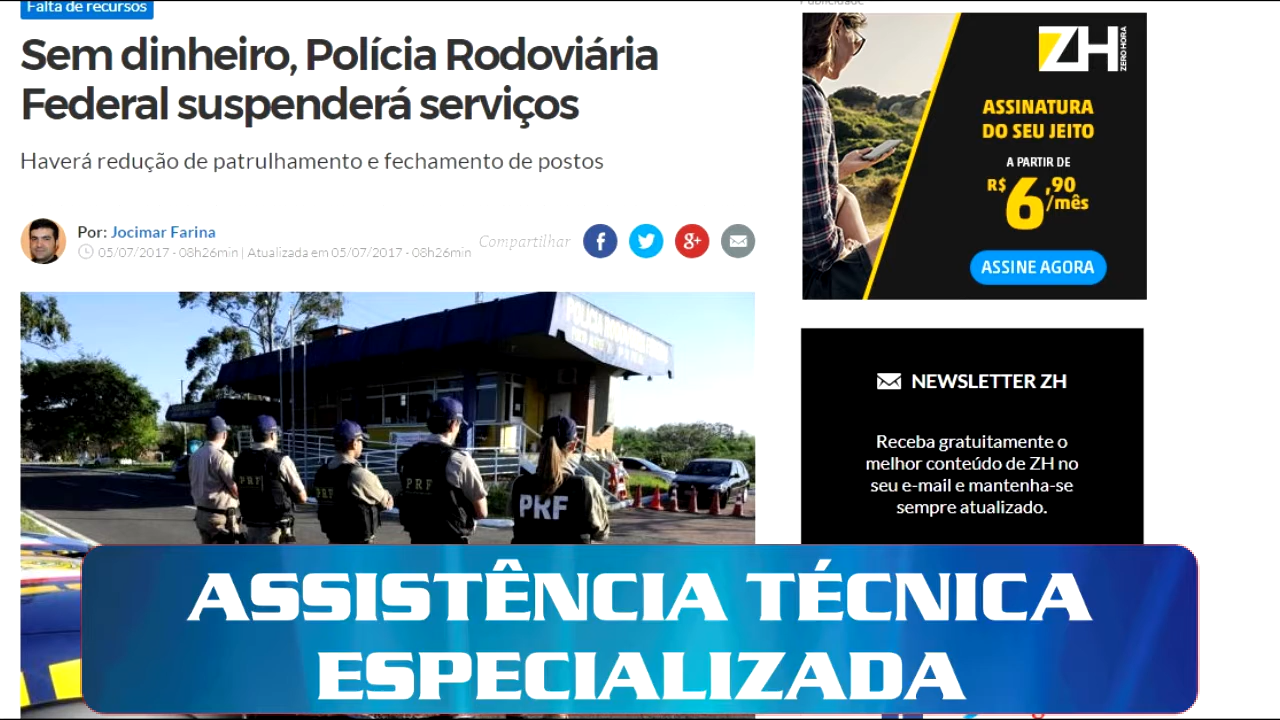 Falta de recursos
Sem dinheiro, Polícia Rodoviária
Federal suspenderá serviços
Haverá redução de patrulhamento e fechamento de postos
Por: Jocimar Farina
05/07/2017 - 08h26min | Atualizada em 05/07/2017 - 08h26min
Compartilhar
Publicidade
ZH ZERO HORA
ASSINATURA
DO SEU JEITO
A PARTIR DE
R$ 6,90 /mês
ASSINE AGORA
NEWSLETTER ZH
Receba gratuitamente o
melhor conteúdo de ZH no
seu e-mail e mantenha-se
sempre atualizado.
PRF
PRF
PRF
PRF
ASSISTÊNCIA TÉCNICA
ESPECIALIZADA